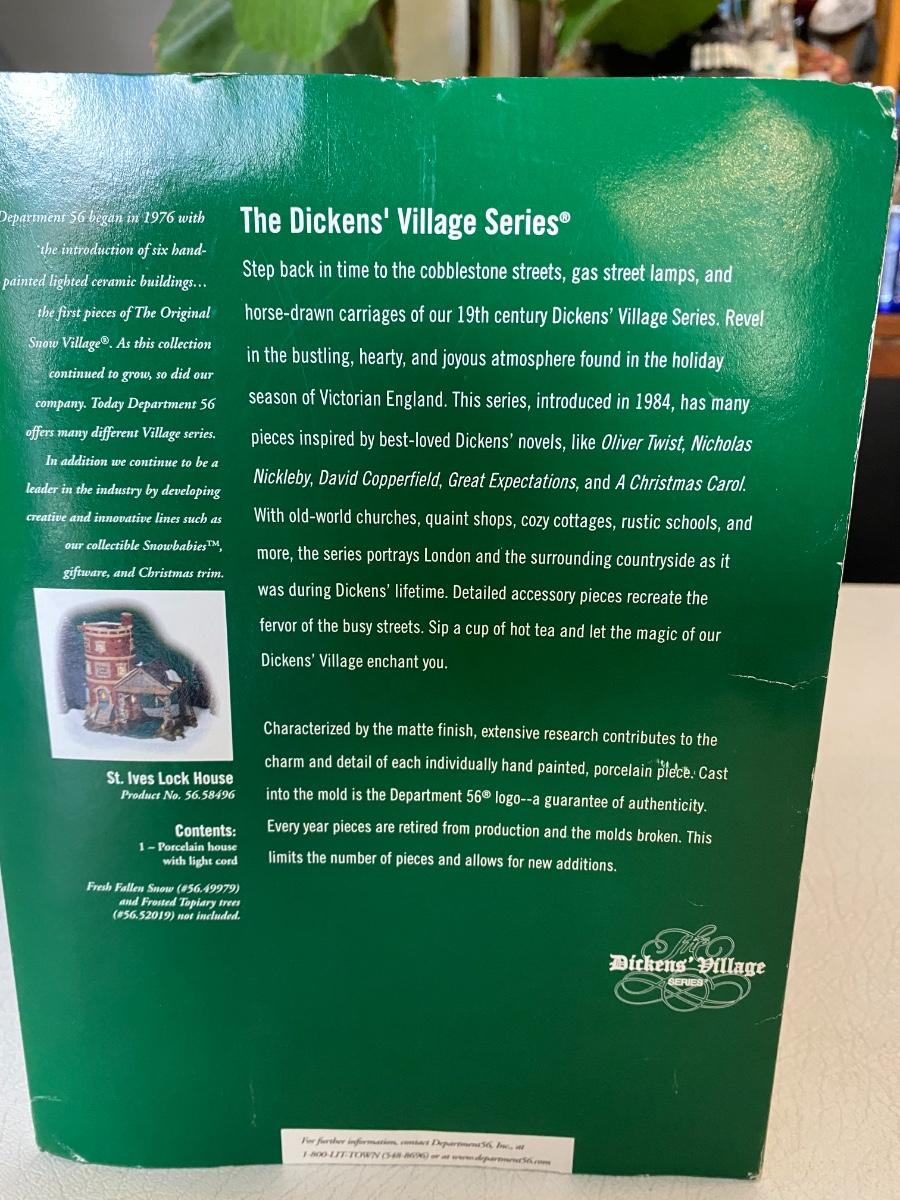 Department 56 began in 1976 with
the introduction of six hand-
painted lighted ceramic buildings...
the first pieces of The Original
Snow Village®. As this collection
continued to grow, so did our
company. Today Department 56
offers many different Village series.
In addition we continue to be a
leader in the industry by developing
creative and innovative lines such as
our collectible Snowbabies™,
giftware, and Christmas trim.
St. Ives Lock House
Product No. 56.58496
Contents:
1 – Porcelain house
with light cord
Fresh Fallen Snow (#56.49979)
and Frosted Topiary trees
(#56.52019) not included.
The Dickens' Village Series®
Step back in time to the cobblestone streets, gas street lamps, and
horse-drawn carriages of our 19th century Dickens' Village Series. Revel
in the bustling, hearty, and joyous atmosphere found in the holiday
season of Victorian England. This series, introduced in 1984, has many
pieces inspired by best-loved Dickens' novels, like Oliver Twist, Nicholas
Nickleby, David Copperfield, Great Expectations, and A Christmas Carol.
With old-world churches, quaint shops, cozy cottages, rustic schools, and
more, the series portrays London and the surrounding countryside as it
was during Dickens' lifetime. Detailed accessory pieces recreate the
fervor of the busy streets. Sip a cup of hot tea and let the magic of our
Dickens' Village enchant you.
Characterized by the matte finish, extensive research contributes to the
charm and detail of each individually hand painted, porcelain piece. Cast
into the mold is the Department 56® logo--a guarantee of authenticity.
Every year pieces are retired from production and the molds broken. This
limits the number of pieces and allows for new additions.
The
Dickens' Village
SERIES®
For further information, contact Department 56, Inc., at
1-800-LIT-TOWN (548-8696) or at www.department56.com